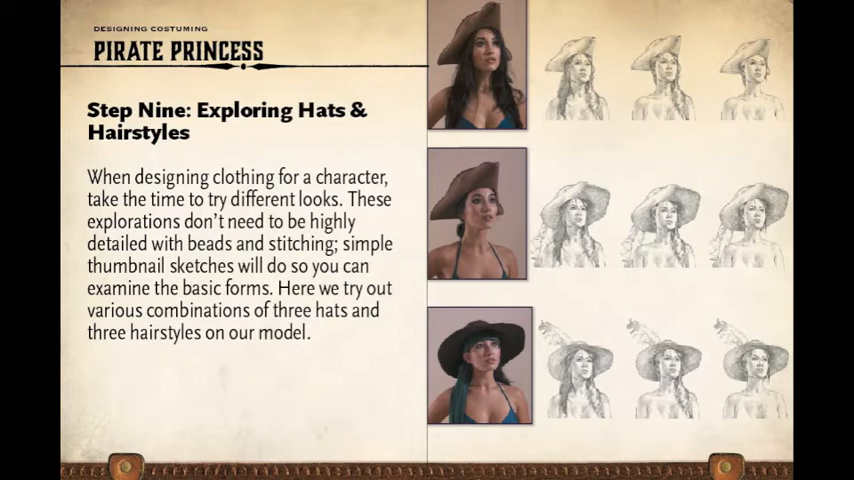 DESIGNING COSTUMING
PIRATE PRINCESS
Step Nine: Exploring Hats &
Hairstyles
When designing clothing for a character,
take the time to try different looks. These
explorations don't need to be highly
detailed with beads and stitching; simple
thumbnail sketches will do so you can
examine the basic forms. Here we try out
various combinations of three hats and
three hairstyles on our model.